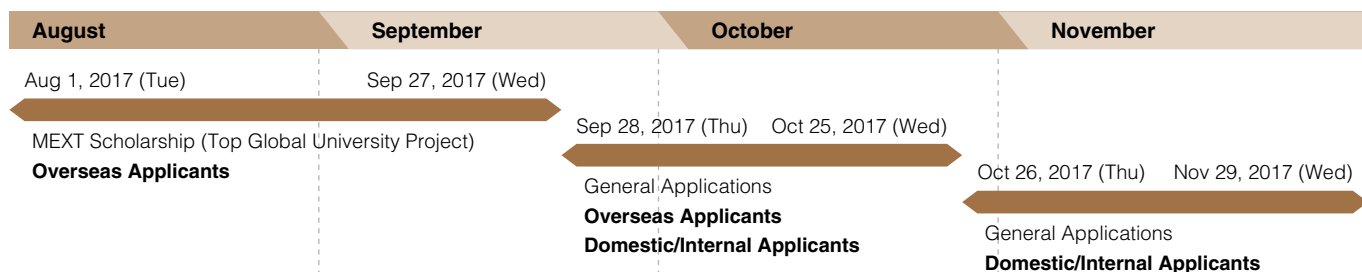 August September October November
Aug 1, 2017 (Tue) Sep 27, 2017 (Wed)
MEXT Scholarship (Top Global University Project)
Overseas Applicants
Sep 28, 2017 (Thu) Oct 25, 2017 (Wed)
General Applications
Overseas Applicants
Domestic/Internal Applicants
Oct 26, 2017 (Thu) Nov 29, 2017 (Wed)
General Applications
Domestic/Internal Applicants